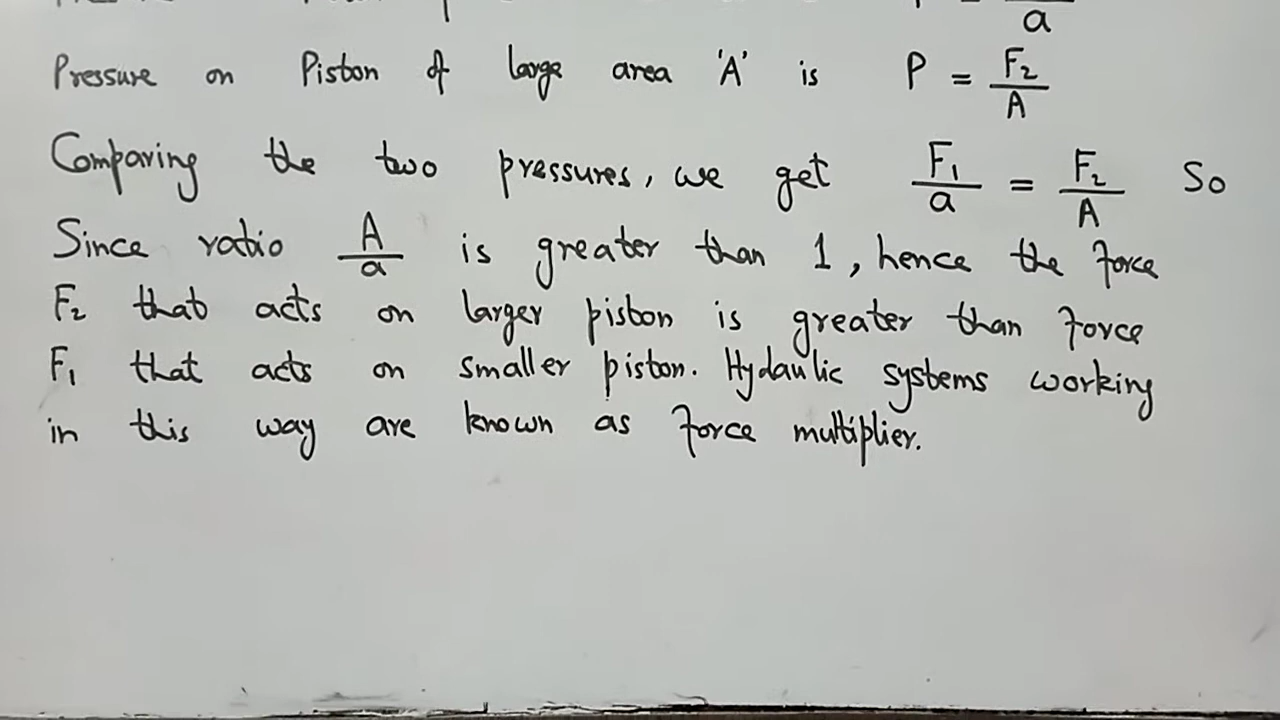 a
Pressure on Piston of large area 'A' is P = F₂/A
Comparing the two pressures, we get F₁/a = F₂/A So
Since ratio A/a is greater than 1, hence the force
F₂ that acts on larger piston is greater than force
F₁ that acts on smaller piston. Hydaulic systems working
in this way are known as force multiplier.